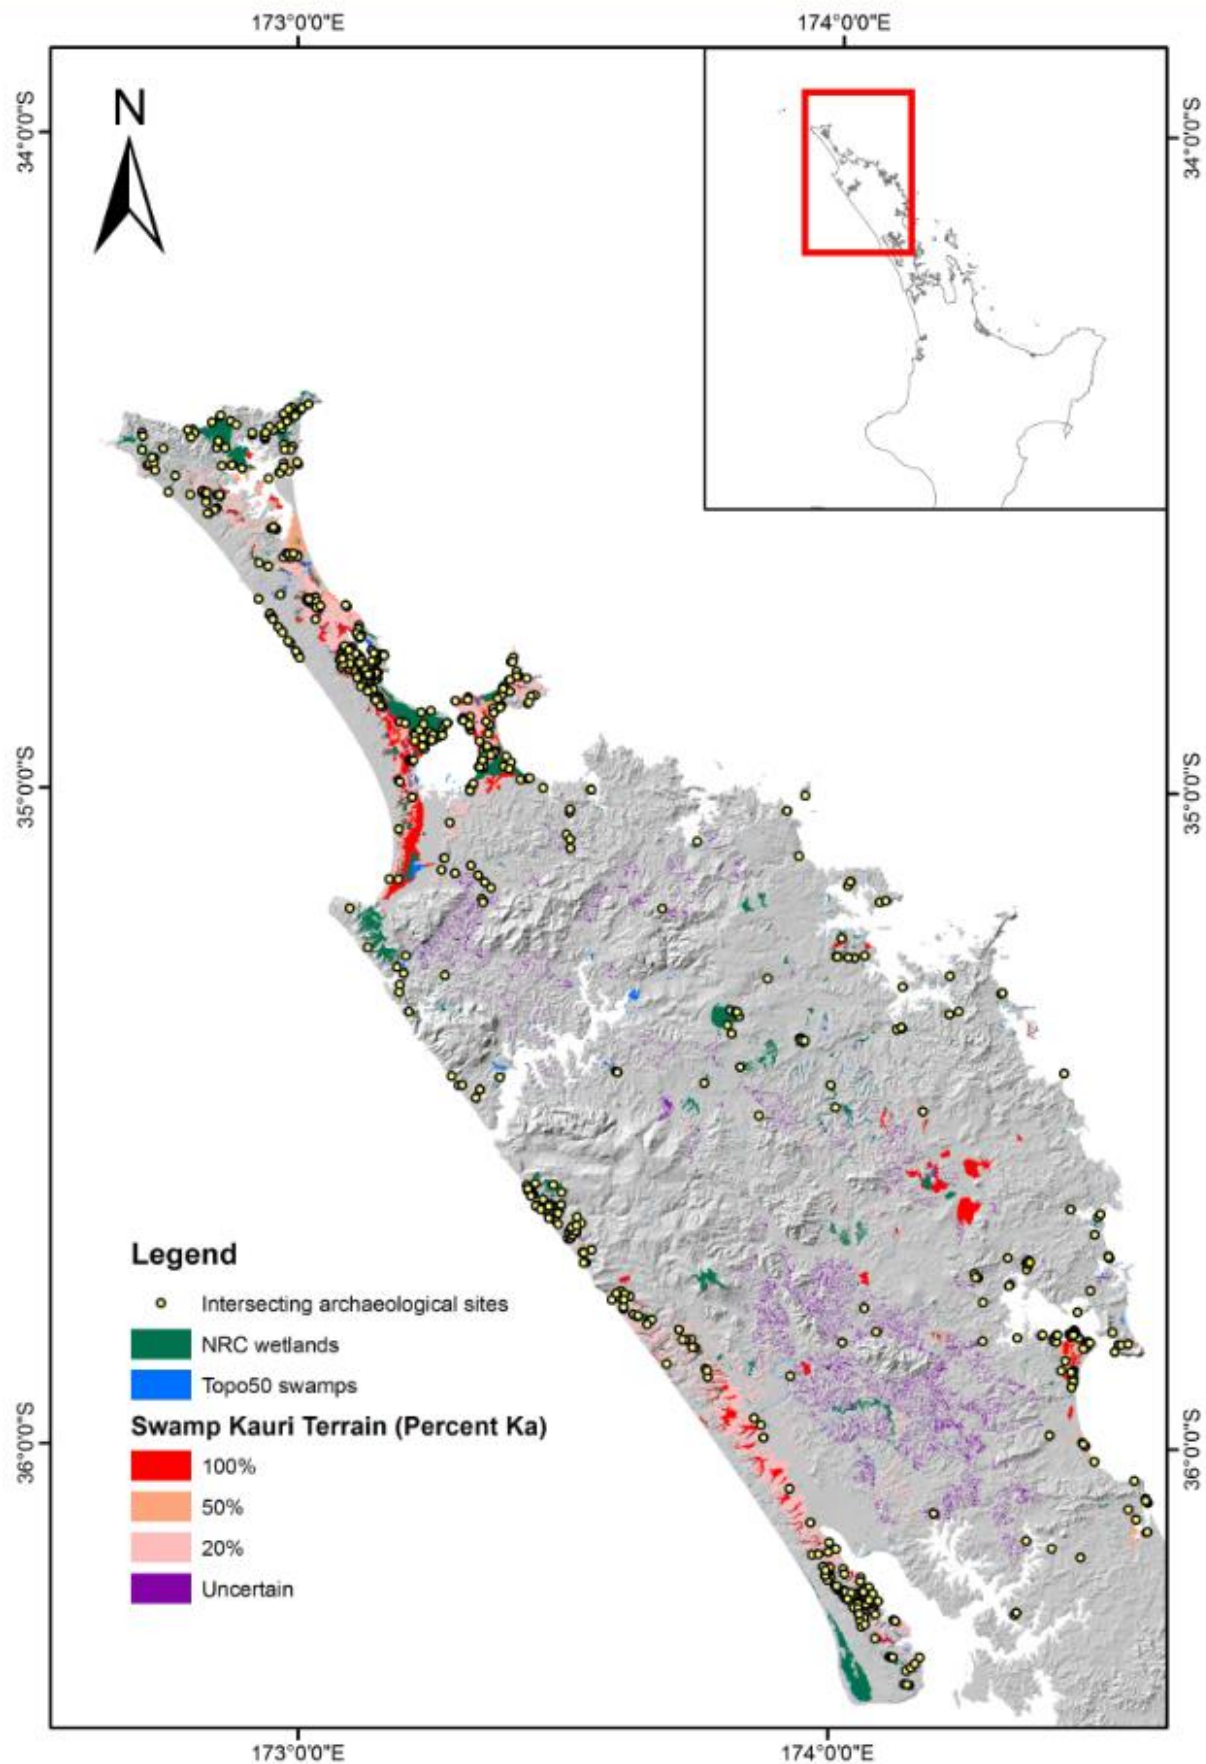 173°0'0"E
174°0'0"E
34°0'0"S
34°0'0"S
N
35°0'0"S
35°0'0"S
Legend
Intersecting archaeological sites
NRC wetlands
Topo50 swamps
Swamp Kauri Terrain (Percent Ka)
100%
50%
20%
Uncertain
36°0'0"S
36°0'0"S
173°0'0"E
174°0'0"E